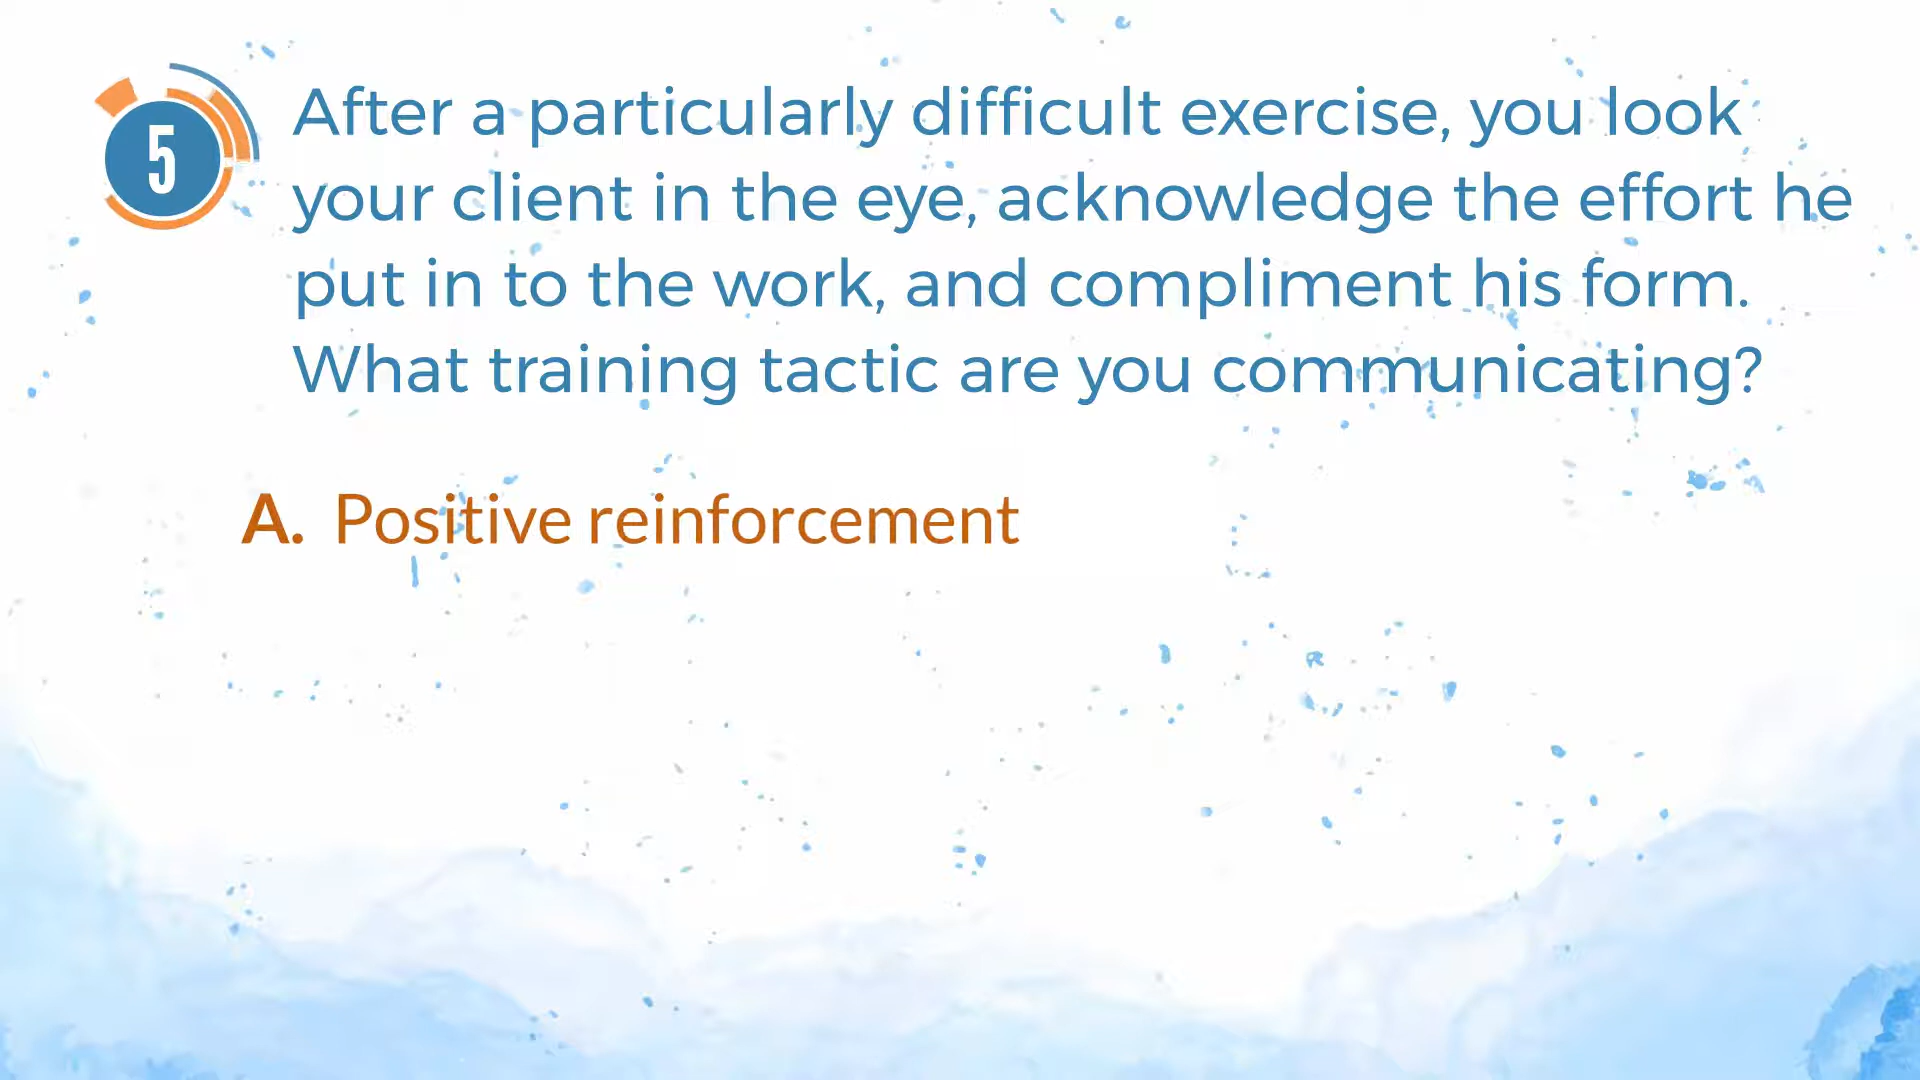 5
After a particularly difficult exercise, you look
your client in the eye, acknowledge the effort he
put in to the work, and compliment his form.
What training tactic are you communicating?
A. Positive reinforcement